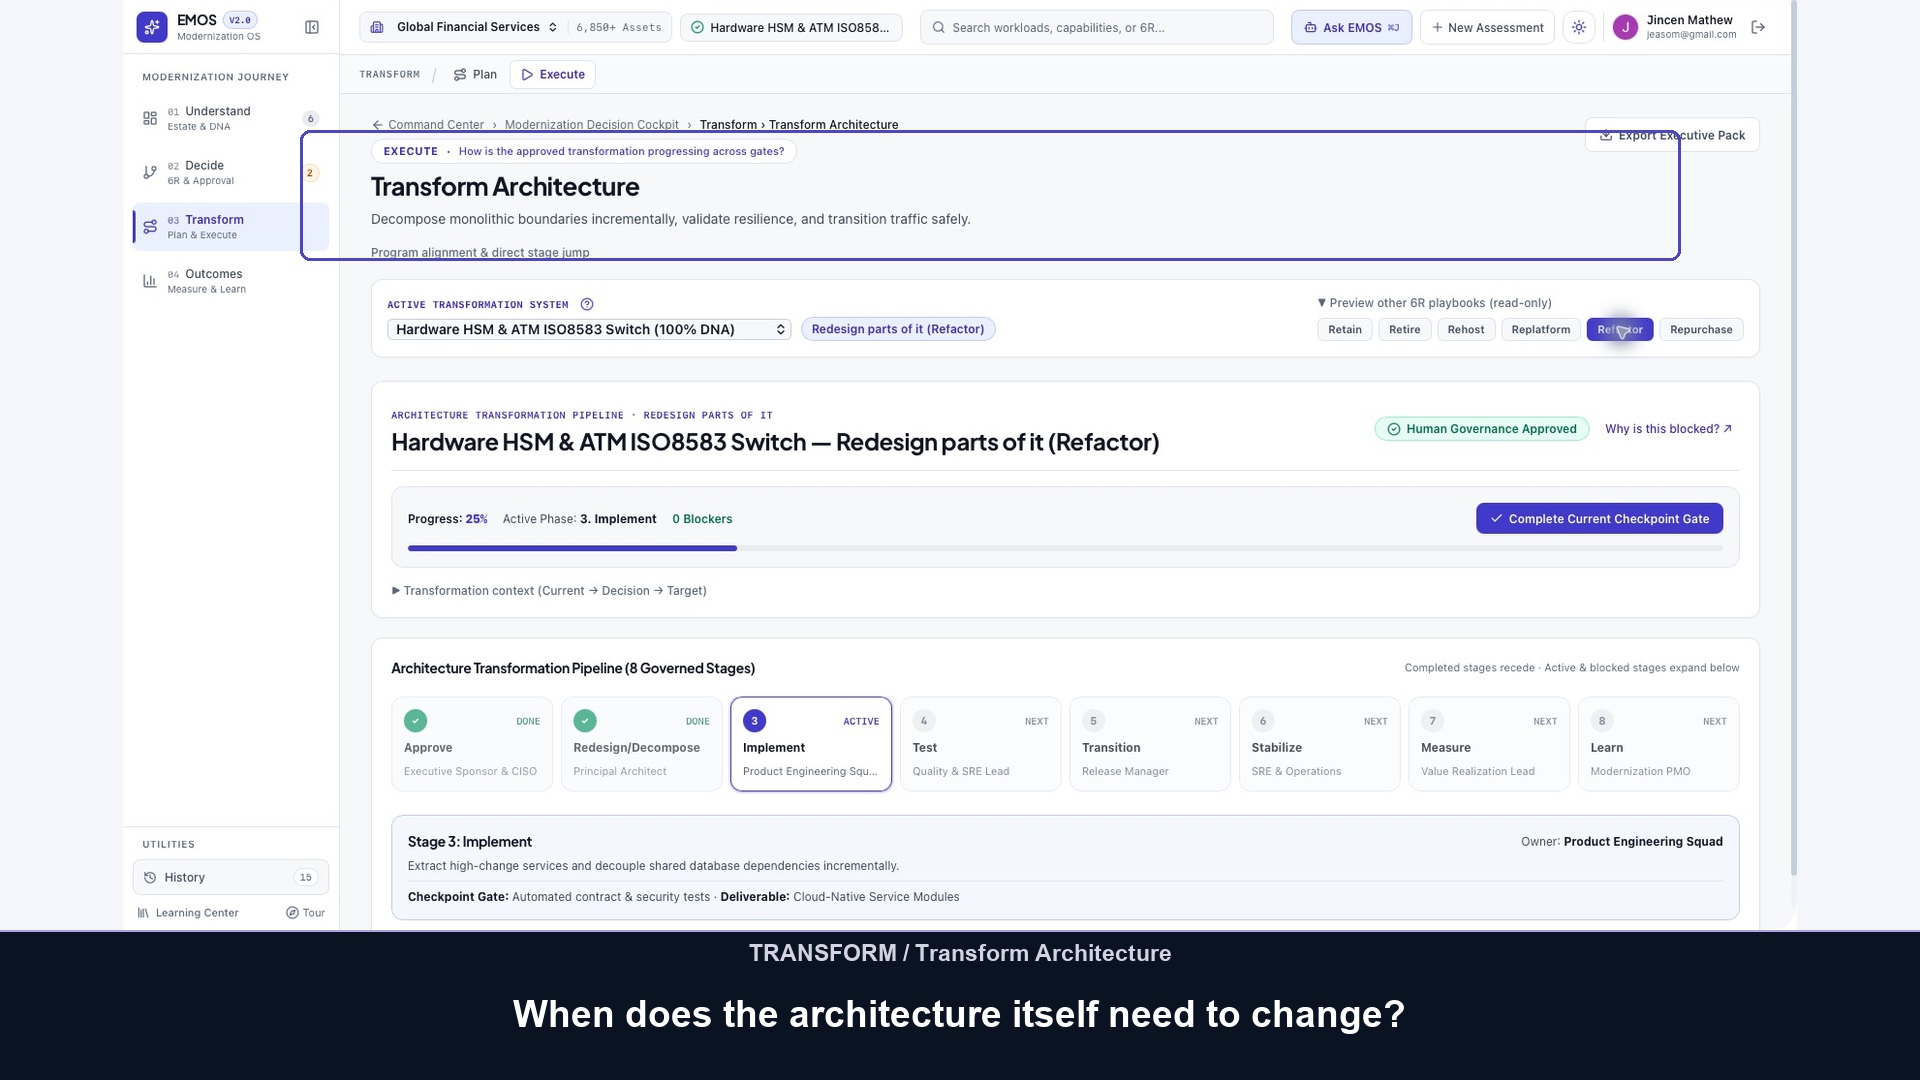 EMOS V2.0
Modernization OS
Global Financial Services
6,850+ Assets
Hardware HSM & ATM ISO858...
Search workloads, capabilities, or 6R...
Ask EMOS ⌘J
+ New Assessment
J
Jincen Mathew
jeasom@gmail.com
MODERNIZATION JOURNEY
01 Understand
Estate & DNA
6
02 Decide
6R & Approval
2
03 Transform
Plan & Execute
04 Outcomes
Measure & Learn
UTILITIES
History 15
Learning Center
Tour
TRANSFORM / Plan Execute
← Command Center › Modernization Decision Cockpit › Transform › Transform Architecture
Export Executive Pack
EXECUTE · How is the approved transformation progressing across gates?
Transform Architecture
Decompose monolithic boundaries incrementally, validate resilience, and transition traffic safely.
Program alignment & direct stage jump
ACTIVE TRANSFORMATION SYSTEM ?
Hardware HSM & ATM ISO8583 Switch (100% DNA)
Redesign parts of it (Refactor)
▼ Preview other 6R playbooks (read-only)
Retain Retire Rehost Replatform Refactor Repurchase
ARCHITECTURE TRANSFORMATION PIPELINE · REDESIGN PARTS OF IT
Hardware HSM & ATM ISO8583 Switch — Redesign parts of it (Refactor)
Human Governance Approved
Why is this blocked? ↗
Progress: 25% Active Phase: 3. Implement 0 Blockers
Complete Current Checkpoint Gate
▶ Transformation context (Current → Decision → Target)
Architecture Transformation Pipeline (8 Governed Stages)
Completed stages recede · Active & blocked stages expand below
DONE
Approve
Executive Sponsor & CISO
DONE
Redesign/Decompose
Principal Architect
3 ACTIVE
Implement
Product Engineering Squ...
4 NEXT
Test
Quality & SRE Lead
5 NEXT
Transition
Release Manager
6 NEXT
Stabilize
SRE & Operations
7 NEXT
Measure
Value Realization Lead
8 NEXT
Learn
Modernization PMO
Stage 3: Implement
Owner: Product Engineering Squad
Extract high-change services and decouple shared database dependencies incrementally.
Checkpoint Gate: Automated contract & security tests · Deliverable: Cloud-Native Service Modules
TRANSFORM / Transform Architecture
When does the architecture itself need to change?